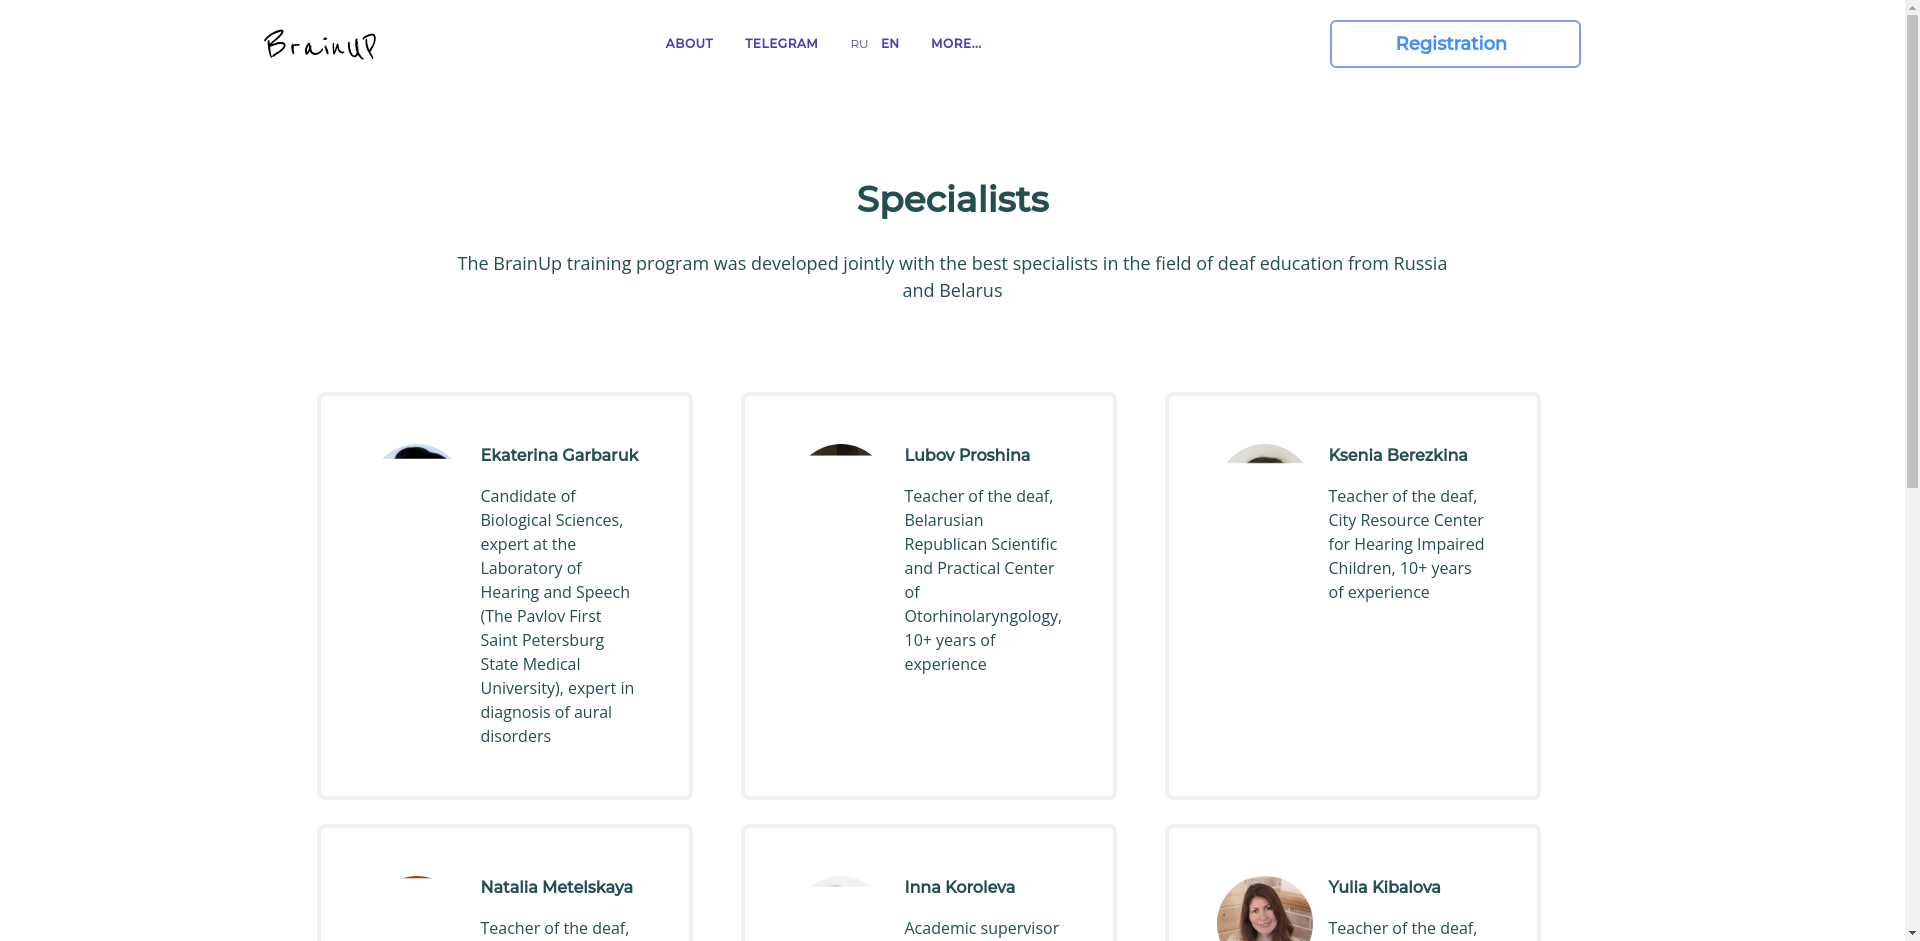 BrainUP
ABOUT
TELEGRAM
RU
EN
MORE...
Registration
Specialists
The BrainUp training program was developed jointly with the best specialists in the field of deaf education from Russia
and Belarus
Ekaterina Garbaruk
Candidate of
Biological Sciences,
expert at the
Laboratory of
Hearing and Speech
(The Pavlov First
Saint Petersburg
State Medical
University), expert in
diagnosis of aural
disorders
Lubov Proshina
Teacher of the deaf,
Belarusian
Republican Scientific
and Practical Center
of
Otorhinolaryngology,
10+ years of
experience
Ksenia Berezkina
Teacher of the deaf,
City Resource Center
for Hearing Impaired
Children, 10+ years
of experience
Natalia Metelskaya
Teacher of the deaf,
Inna Koroleva
Academic supervisor
Yulia Kibalova
Teacher of the deaf,